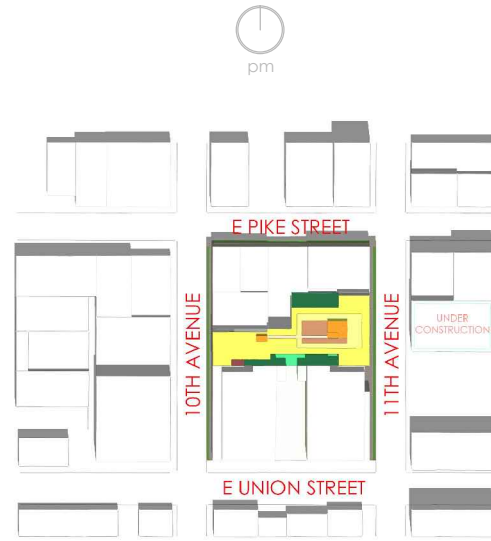 pm
E PIKE STREET
10TH AVENUE
11TH AVENUE
UNDER
CONSTRUCTION
E UNION STREET